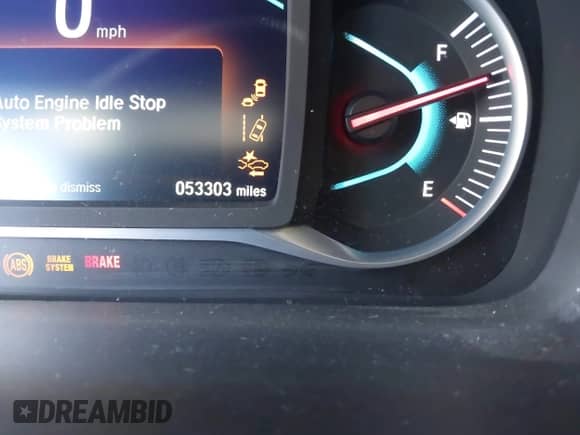 0 mph
F
Auto Engine Idle Stop
System Problem
dismiss
053303 miles
E
ABS
BRAKE
SYSTEM
BRAKE
DREAMBID